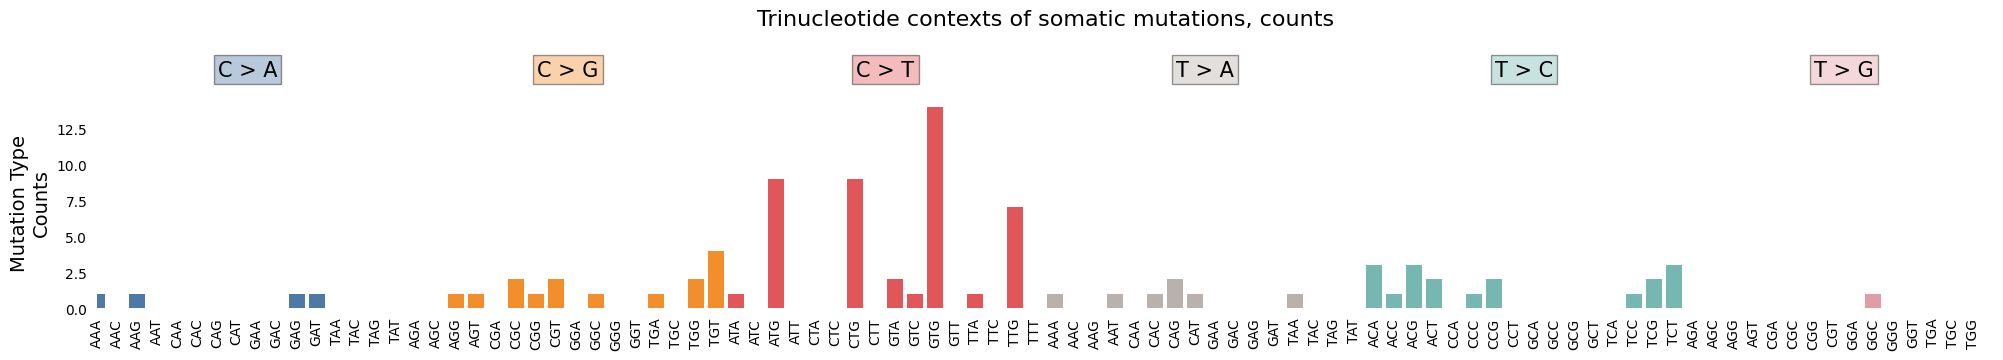 Trinucleotide contexts of somatic mutations, counts
C > A C > G C > T T > A T > C T > G
Mutation Type
Counts
12.5
10.0
7.5
5.0
2.5
0.0
AAA AAC AAG AAT CAA CAC CAG CAT GAA GAC GAG GAT TAA TAC TAG TAT AGA AGC AGG AGT CGA CGC CGG CGT GGA GGC GGG GGT TGA TGC TGG TGT ATA ATC ATG ATT CTA CTC CTG CTT GTA GTC GTG GTT TTA TTC TTG TTT AAA AAC AAG AAT CAA CAC CAG CAT GAA GAC GAG GAT TAA TAC TAG TAT ACA ACC ACG ACT CCA CCC CCG CCT GCA GCC GCG GCT TCA TCC TCG TCT AGA AGC AGG AGT CGA CGC CGG CGT GGA GGC GGG GGT TGA TGC TGG